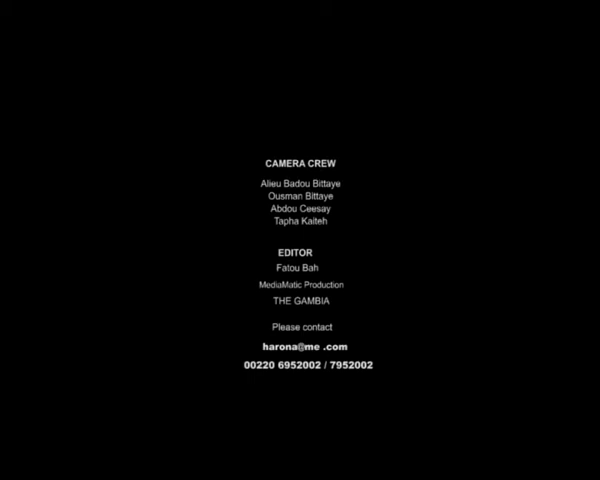 CAMERA CREW
Alieu Badou Bittaye
Ousman Bittaye
Abdou Ceesay
Tapha Kaiteh
EDITOR
Fatou Bah
MediaMatic Production
THE GAMBIA
Please contact
harona@me .com
00220 6952002 / 7952002